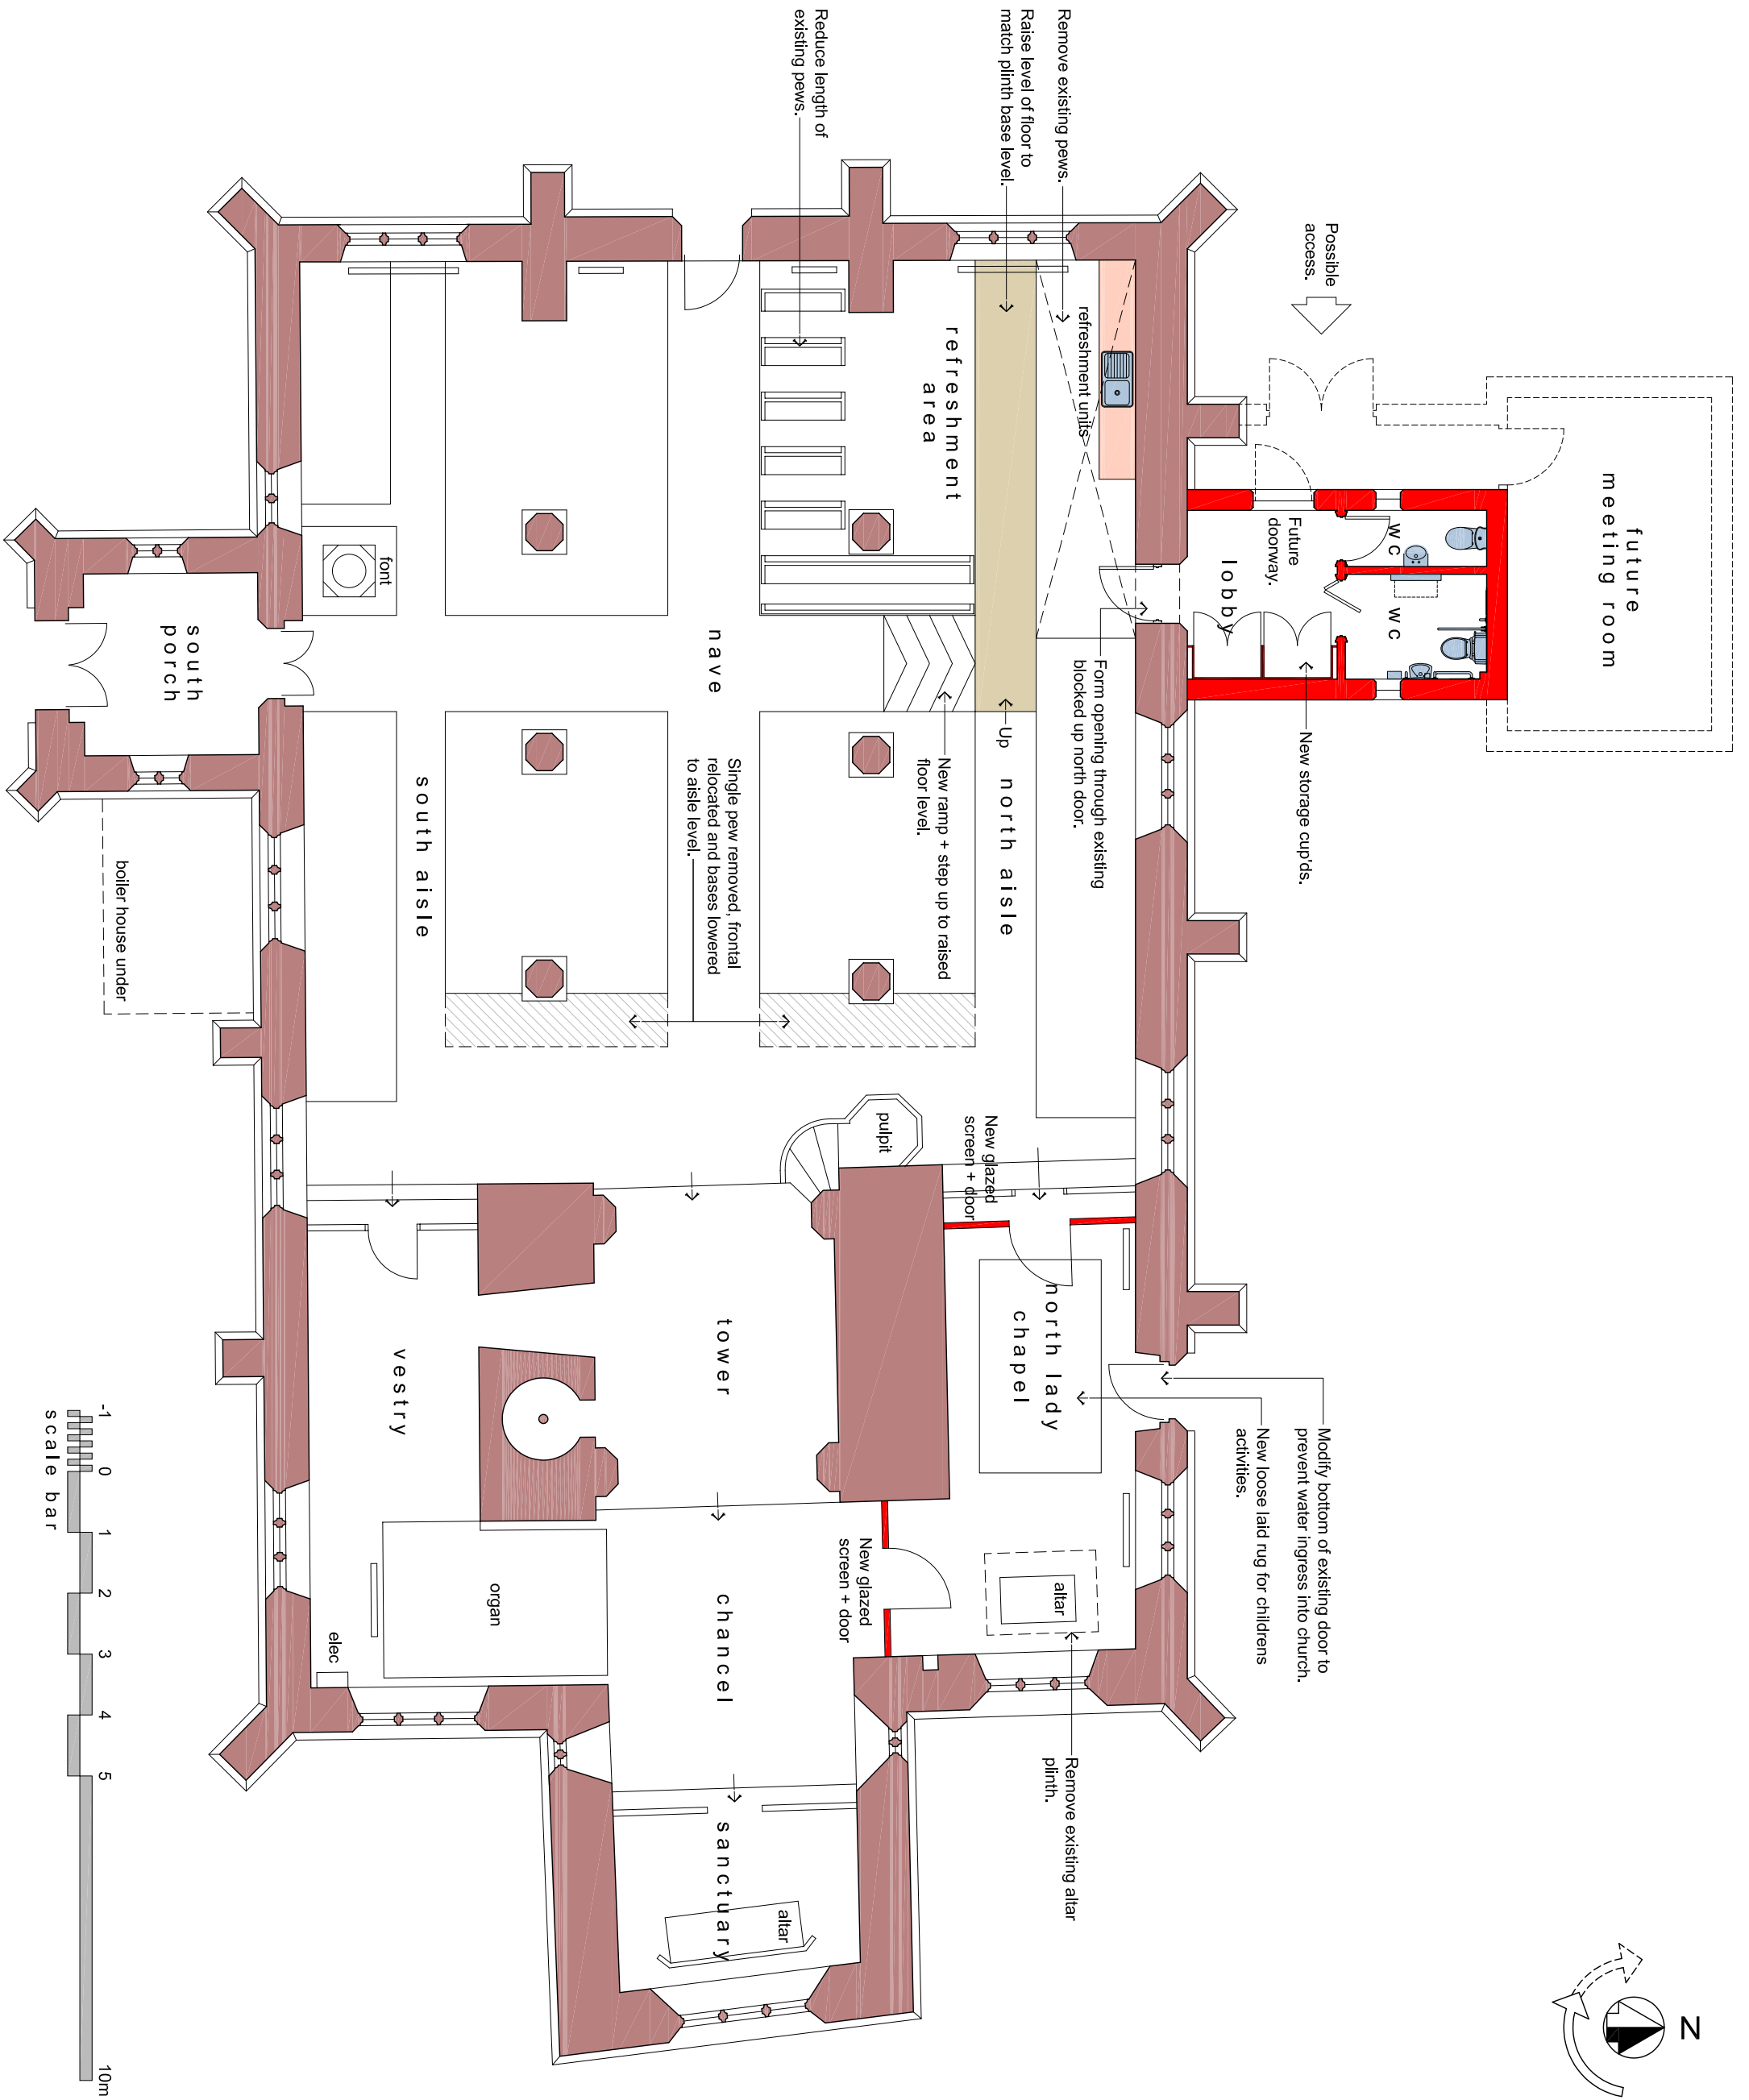 Reduce length of
existing pews.
Raise level of floor to
match plinth base level.
Remove existing pews.
Possible
access.
future
meeting room
wc
wc
Future
doorway.
lobby
New storage cup'ds.
refreshment units
refreshment
area
Form opening through existing
blocked up north door.
Up
north aisle
New ramp + step up to raised
floor level.
nave
Single pew removed, frontal
relocated and bases lowered
to aisle level.
south aisle
font
south
porch
boiler house under
pulpit
New glazed
screen + door
north lady
chapel
tower
vestry
Modify bottom of existing door to
prevent water ingress into church.
New loose laid rug for childrens
activities.
New glazed
screen + door
altar
organ
elec
chancel
Remove existing altar
plinth.
sanctuary
altar
-1 0 1 2 3 4 5 10m
scale bar
N